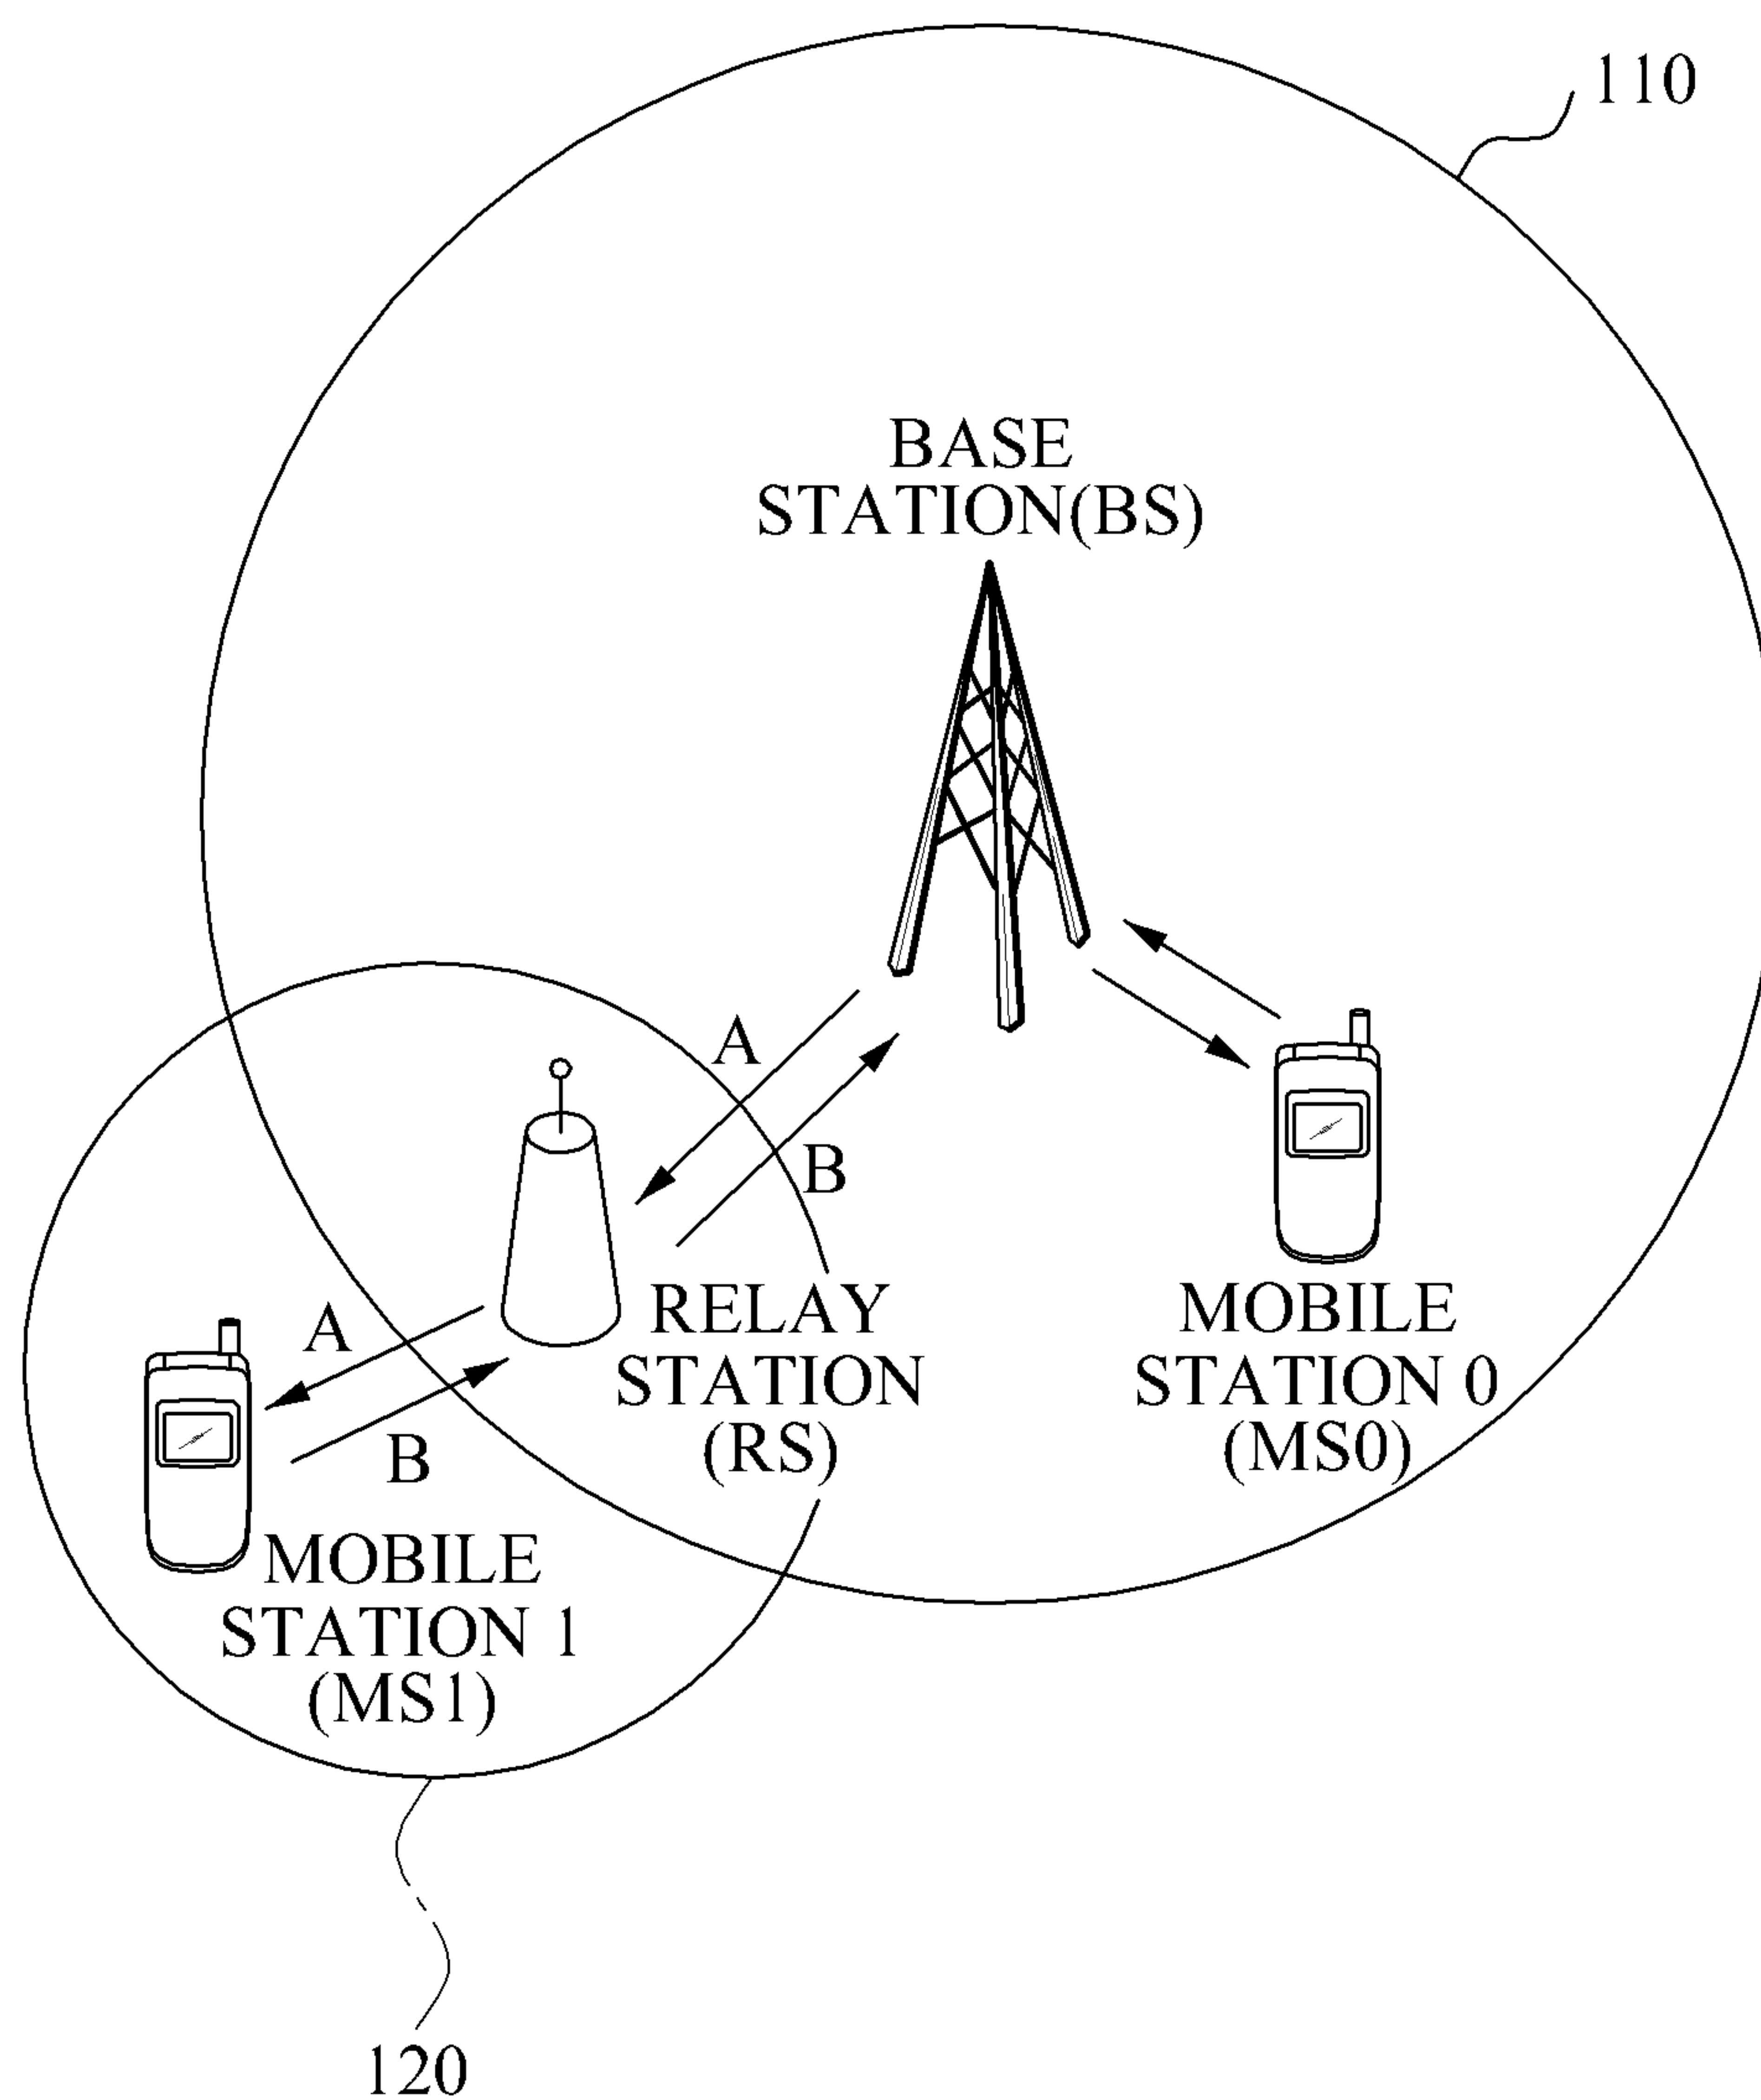 110
BASE
STATION(BS)
A
B
RELAY
STATION
(RS)
MOBILE
STATION 0
(MS0)
A
B
MOBILE
STATION 1
(MS1)
120